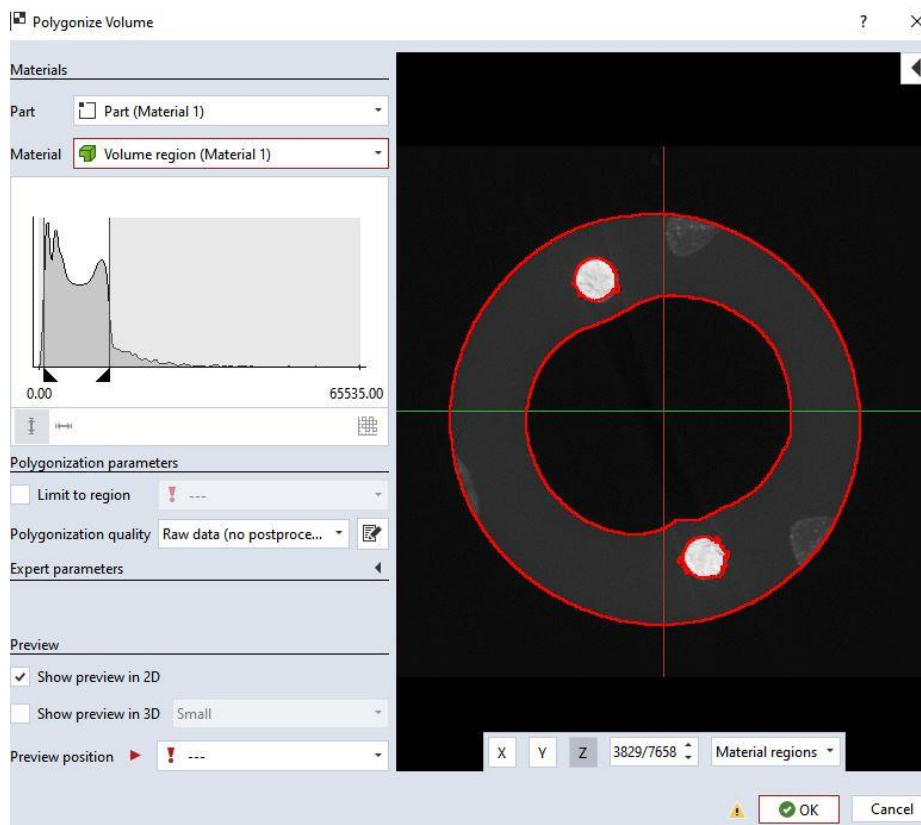 Polygonize Volume
?
Materials
Part
Part (Material 1)
Material
Volume region (Material 1)
0.00
65535.00
Polygonization parameters
Limit to region
---
Polygonization quality
Raw data (no postproce...
Expert parameters
Preview
Show preview in 2D
Show preview in 3D
Small
Preview position
---
X
Y
Z
3829/7658
Material regions
OK
Cancel